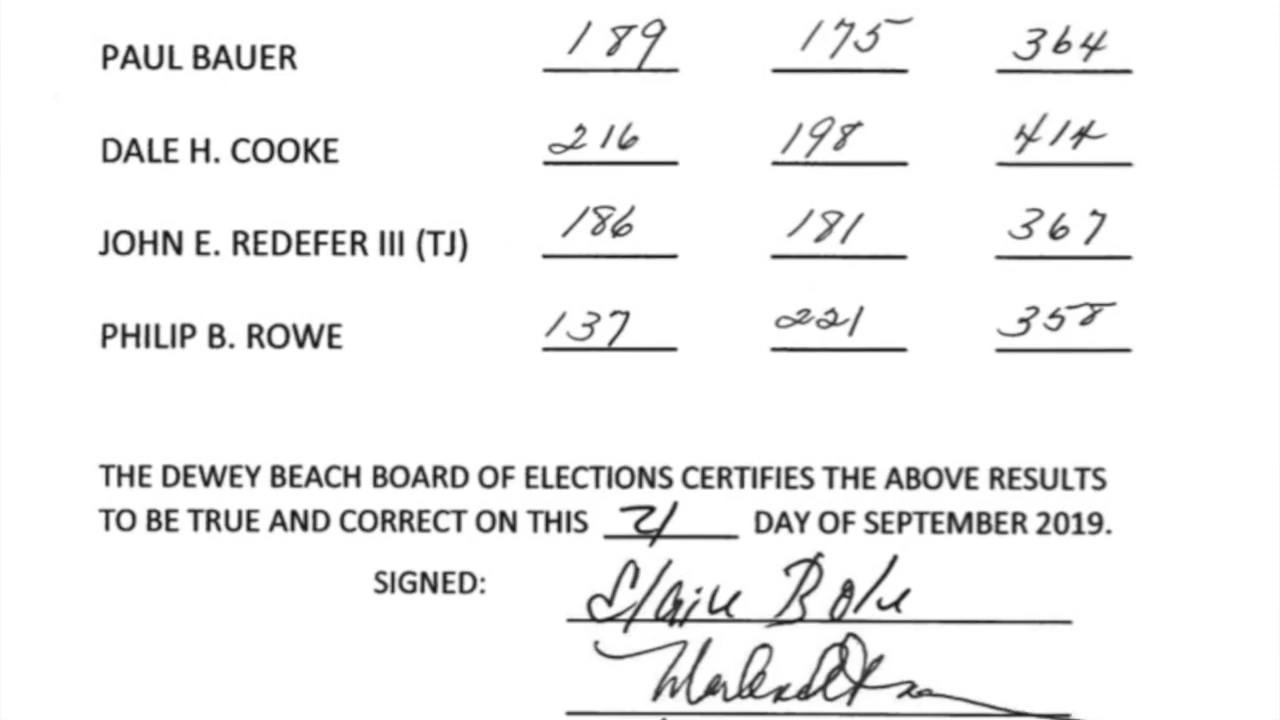 PAUL BAUER 189 175 364
DALE H. COOKE 216 198 414
JOHN E. REDEFER III (TJ) 186 181 367
PHILIP B. ROWE 137 221 358
THE DEWEY BEACH BOARD OF ELECTIONS CERTIFIES THE ABOVE RESULTS
TO BE TRUE AND CORRECT ON THIS 21 DAY OF SEPTEMBER 2019.
SIGNED: Elaine